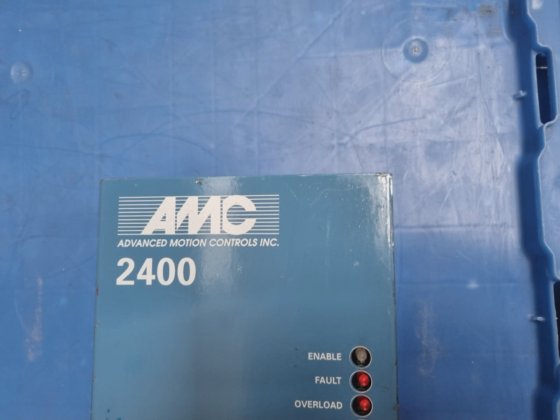 AMC
ADVANCED MOTION CONTROLS INC.
2400
ENABLE
FAULT
OVERLOAD